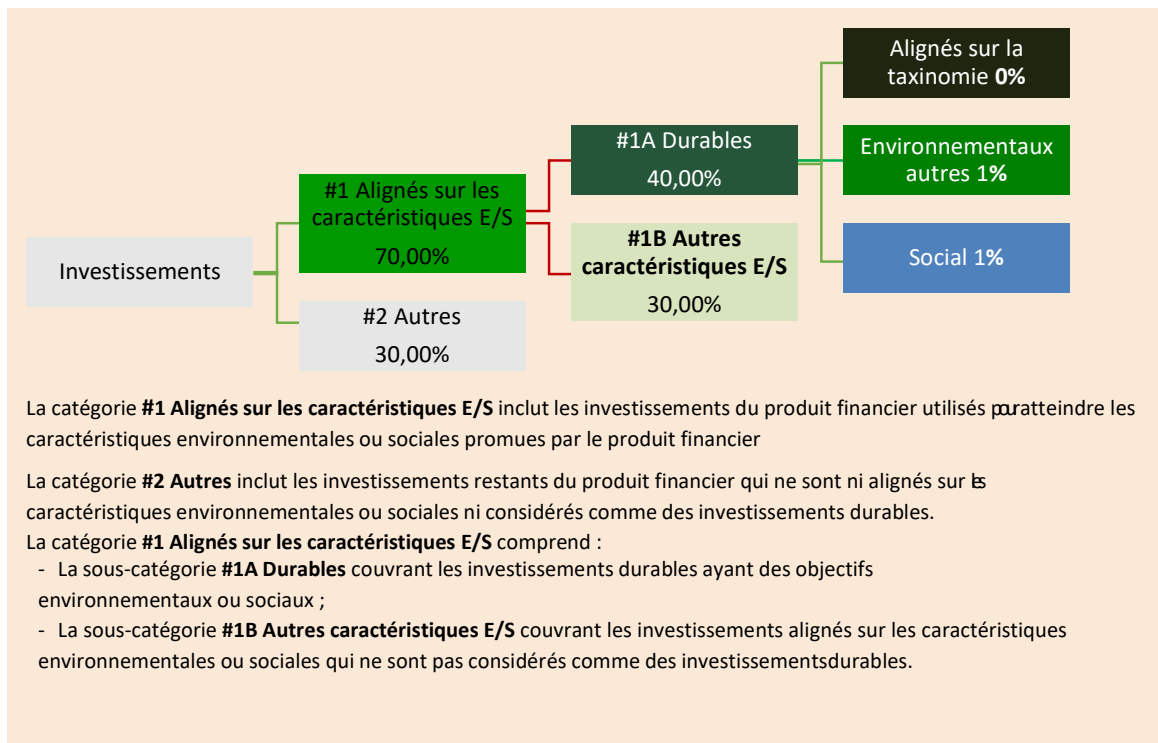 Alignés sur la
taxinomie 0%
#1A Durables
40,00%
Environnementaux
autres 1%
#1 Alignés sur les
caractéristiques E/S
70,00%
#1B Autres
caractéristiques E/S
30,00%
Social 1%
Investissements
#2 Autres
30,00%
La catégorie #1 Alignés sur les caractéristiques E/S inclut les investissements du produit financier utilisés pouratteindre les
caractéristiques environnementales ou sociales promues par le produit financier
La catégorie #2 Autres inclut les investissements restants du produit financier qui ne sont ni alignés sur les
caractéristiques environnementales ou sociales ni considérés comme des investissements durables.
La catégorie #1 Alignés sur les caractéristiques E/S comprend :
- La sous-catégorie #1A Durables couvrant les investissements durables ayant des objectifs
environnementaux ou sociaux ;
- La sous-catégorie #1B Autres caractéristiques E/S couvrant les investissements alignés sur les caractéristiques
environnementales ou sociales qui ne sont pas considérés comme des investissementsdurables.